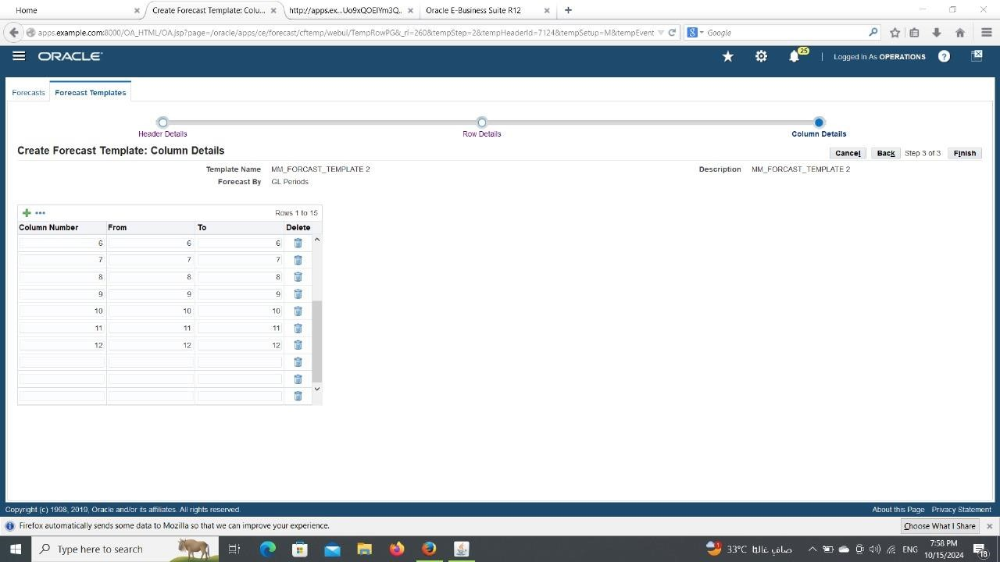 Home
Create Forecast Template: Colu...
http://apps.ex...Uo9xQOEIYm3Q..
Oracle E-Business Suite R12
apps.example.com:8000/OA_HTML/OA.jsp?page=/oracle/apps/ce/forecast/cftemp/webui/TempRowPG&_ri=260&tempStep=2&tempHeaderId=7124&tempSetup=M&tempEvent
Google
ORACLE
25
Logged In As OPERATIONS
Forecasts
Forecast Templates
Header Details
Row Details
Column Details
Create Forecast Template: Column Details
Cancel
Back
Step 3 of 3
Finish
Template Name MM_FORCAST_TEMPLATE 2
Description MM_FORCAST_TEMPLATE 2
Forecast By GL Periods
Rows 1 to 15
Column Number From To Delete
6 6 6
7 7 7
8 8 8
9 9 9
10 10 10
11 11 11
12 12 12
Copyright (c) 1998, 2019, Oracle and/or its affiliates. All rights reserved.
About this Page Privacy Statement
Firefox automatically sends some data to Mozilla so that we can improve your experience.
Choose What I Share
Type here to search
1
33°C صافٍ غالبًا
ENG
7:58 PM
10/15/2024
18